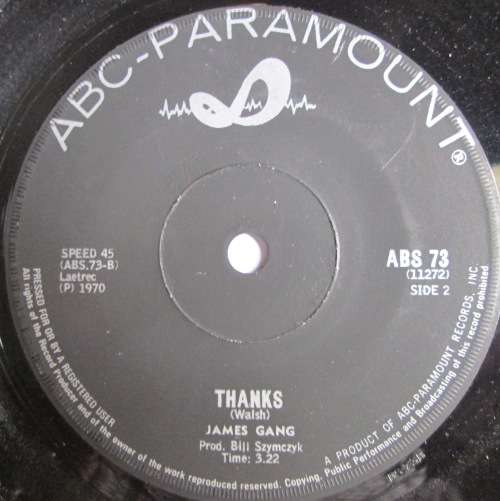 ABC-PARAMOUNT®
SPEED 45
(ABS.73-B)
Laetrec
(P) 1970
ABS 73
(11272)
SIDE 2
THANKS
(Walsh)
JAMES GANG
Prod. Bill Szymczyk
Time: 3.22
PRESSED FOR OR BY A REGISTERED USER
All rights of the Record Producer and of the owner of the work reproduced reserved. Copying, Public Performance and Broadcasting of this record prohibited
A PRODUCT OF ABC-PARAMOUNT RECORDS, INC